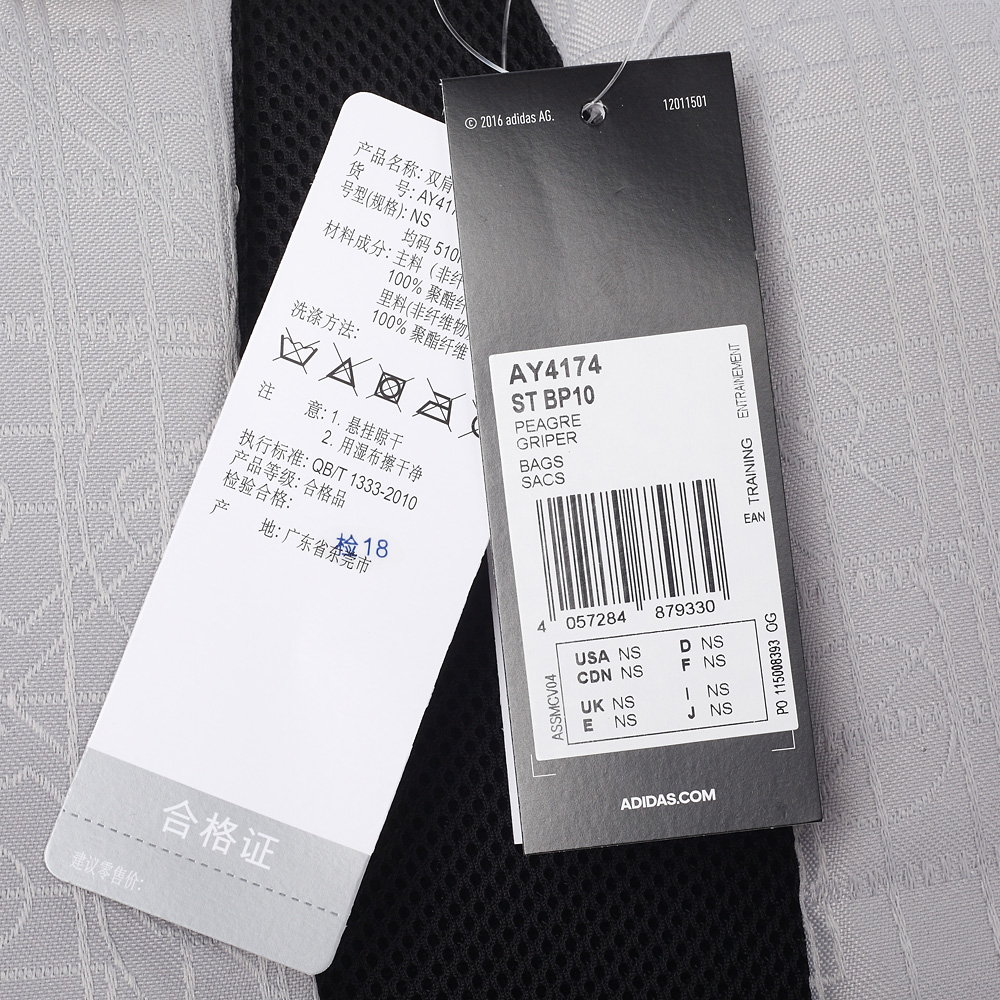 产品名称: 双肩
货 号: AY417
号型(规格): NS
均码 510
材料成分: 主料 (非纤
100% 聚酯纤
里料(非纤维物
100% 聚酯纤维
洗涤方法:
注 意: 1. 悬挂晾干
2. 用湿布擦干净
执行标准: QB/T 1333-2010
产品等级: 合格品
检验合格:
检18
产 地: 广东省东莞市
合格证
建议零售价:
© 2016 adidas AG.
12011501
AY4174
ST BP10
PEAGRE
GRIPER
BAGS
SACS
EAN TRAINING ENTRAINEMENT
4 057284 879330
USA NS D NS
CDN NS F NS
UK NS I NS
E NS J NS
ASSMCV04
PO 115008393 OG
ADIDAS.COM